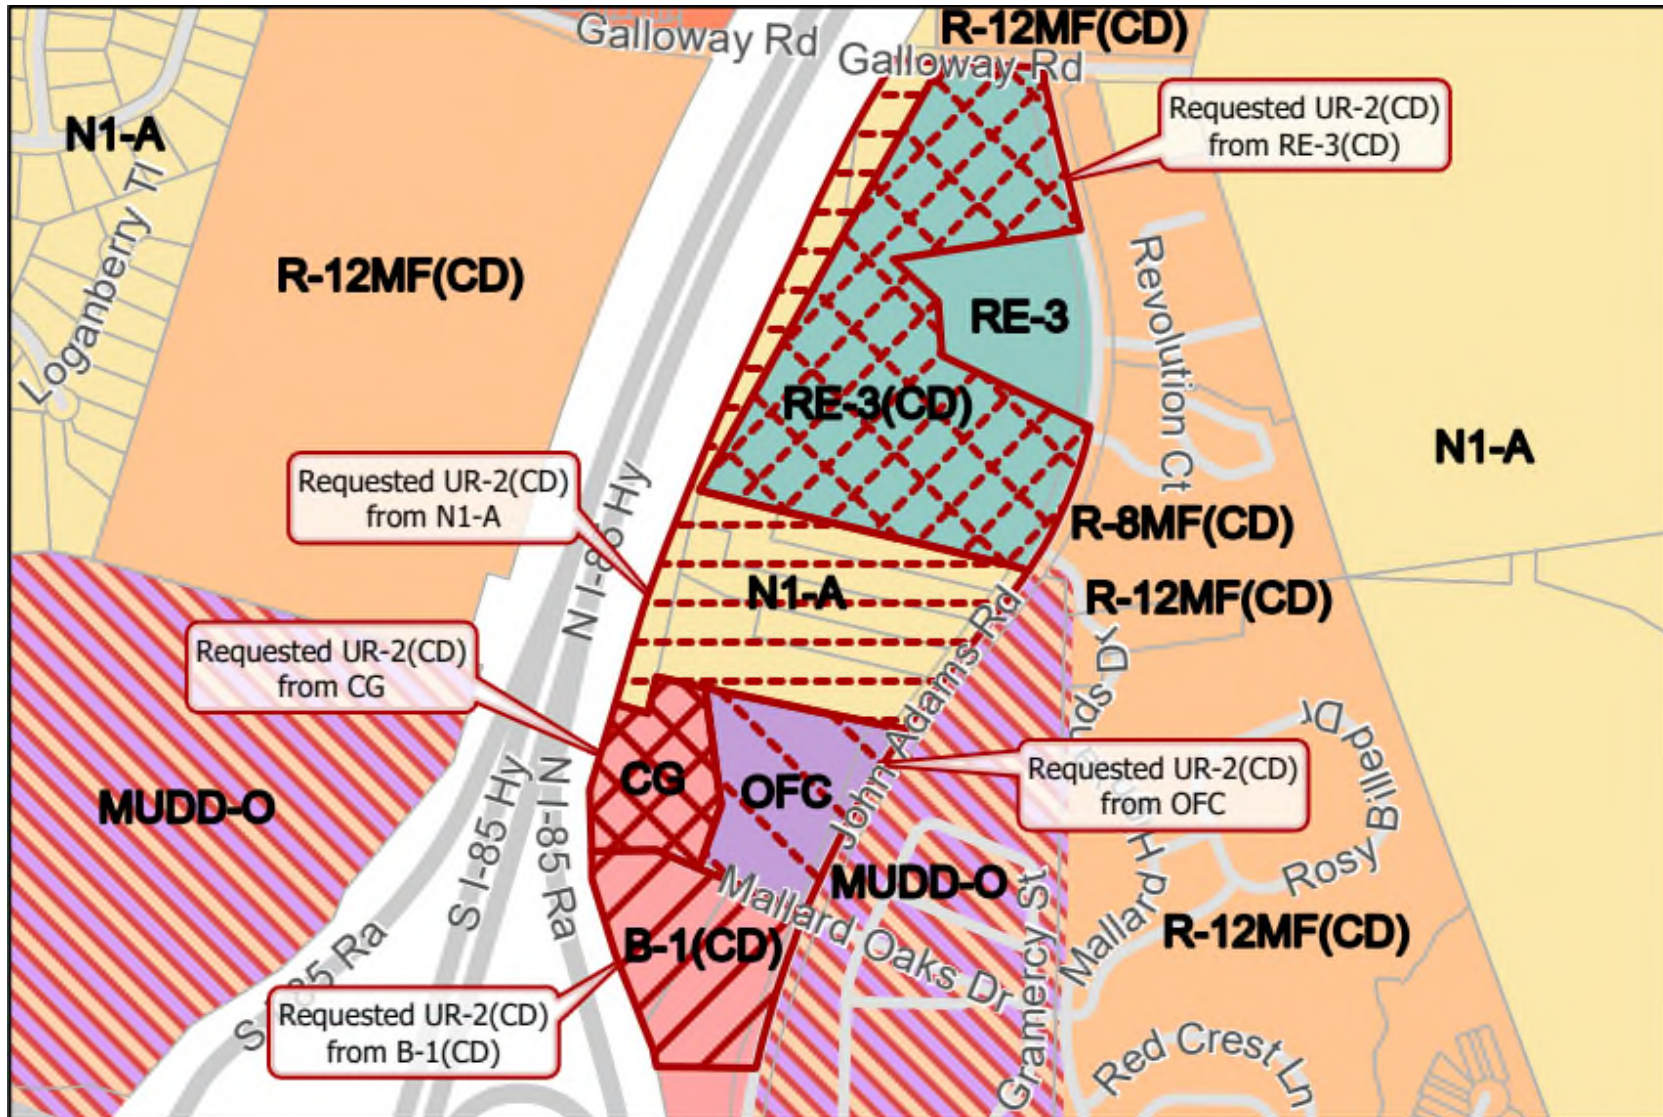 R-12MF(CD)
Galloway Rd
Galloway Rd
Requested UR-2(CD)
from RE-3(CD)
N1-A
Loganberry Tl
R-12MF(CD)
Revolution Ct
RE-3
RE-3(CD)
N1-A
Requested UR-2(CD)
from N1-A
N I-85 Hy
R-8MF(CD)
N1-A
R-12MF(CD)
Requested UR-2(CD)
from CG
John Adams Rd
Dr
Rosy Billed Dr
CG
OFC
Requested UR-2(CD)
from OFC
MUDD-O
S I-85 Hy
N I-85 Ra
MUDD-O
Mallard Oaks Dr
Gramercy St
Mallard
R-12MF(CD)
B-1(CD)
S I-85 Ra
Requested UR-2(CD)
from B-1(CD)
Red Crest Ln